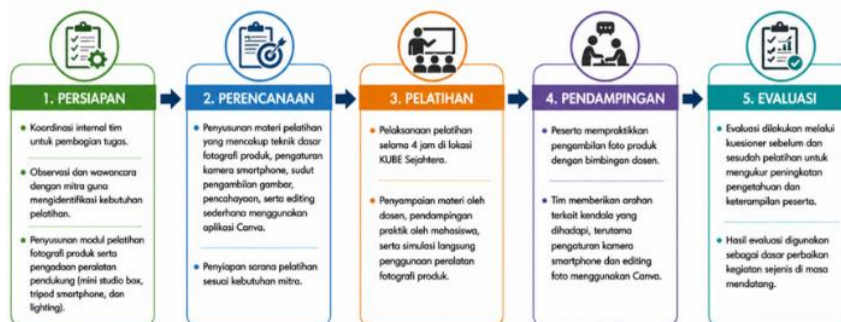 1. PERSIAPAN
Koordinasi internal tim
untuk pembagian tugas.
Observasi dan wawancara
dengan mitra guna
mengidentifikasi kebutuhan
pelatihan.
Penyusunan modul pelatihan
fotografi produk serta
pengadaan peralatan
pendukung (mini studio box,
tripod smartphone, dan
lighting).
2. PERENCANAAN
Penyusunan materi pelatihan
yang mencakup teknik dasar
fotografi produk, pengaturan
kamera smartphone, sudut
pengambilan gambar,
pencahayaan, serta editing
sederhana menggunakan
aplikasi Canva.
Penyiapan sarana pelatihan
sesuai kebutuhan mitra.
3. PELATIHAN
Pelaksanaan pelatihan
selama 4 jam di lokasi
KUBE Sejahtera.
Penyampaian materi oleh
dosen, pendampingan
praktik oleh mahasiswa,
serta simulasi langsung
penggunaan peralatan
fotografi produk.
4. PENDAMPINGAN
Peserta mempraktikkan
pengambilan foto produk
dengan bimbingan dosen.
Tim memberikan arahan
terkait kendala yang
dihadapi, terutama
pengaturan kamera
smartphone dan editing
foto menggunakan Canva.
5. EVALUASI
Evaluasi dilakukan melalui
kuesioner sebelum dan
sesudah pelatihan untuk
mengukur peningkatan
pengetahuan dan
keterampilan peserta.
Hasil evaluasi digunakan
sebagai dasar perbaikan
kegiatan sejenis di masa
mendatang.